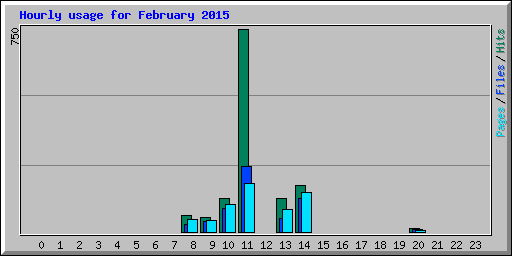 Hourly usage for February 2015
750
Pages/Files/Hits
0 1 2 3 4 5 6 7 8 9 10 11 12 13 14 15 16 17 18 19 20 21 22 23